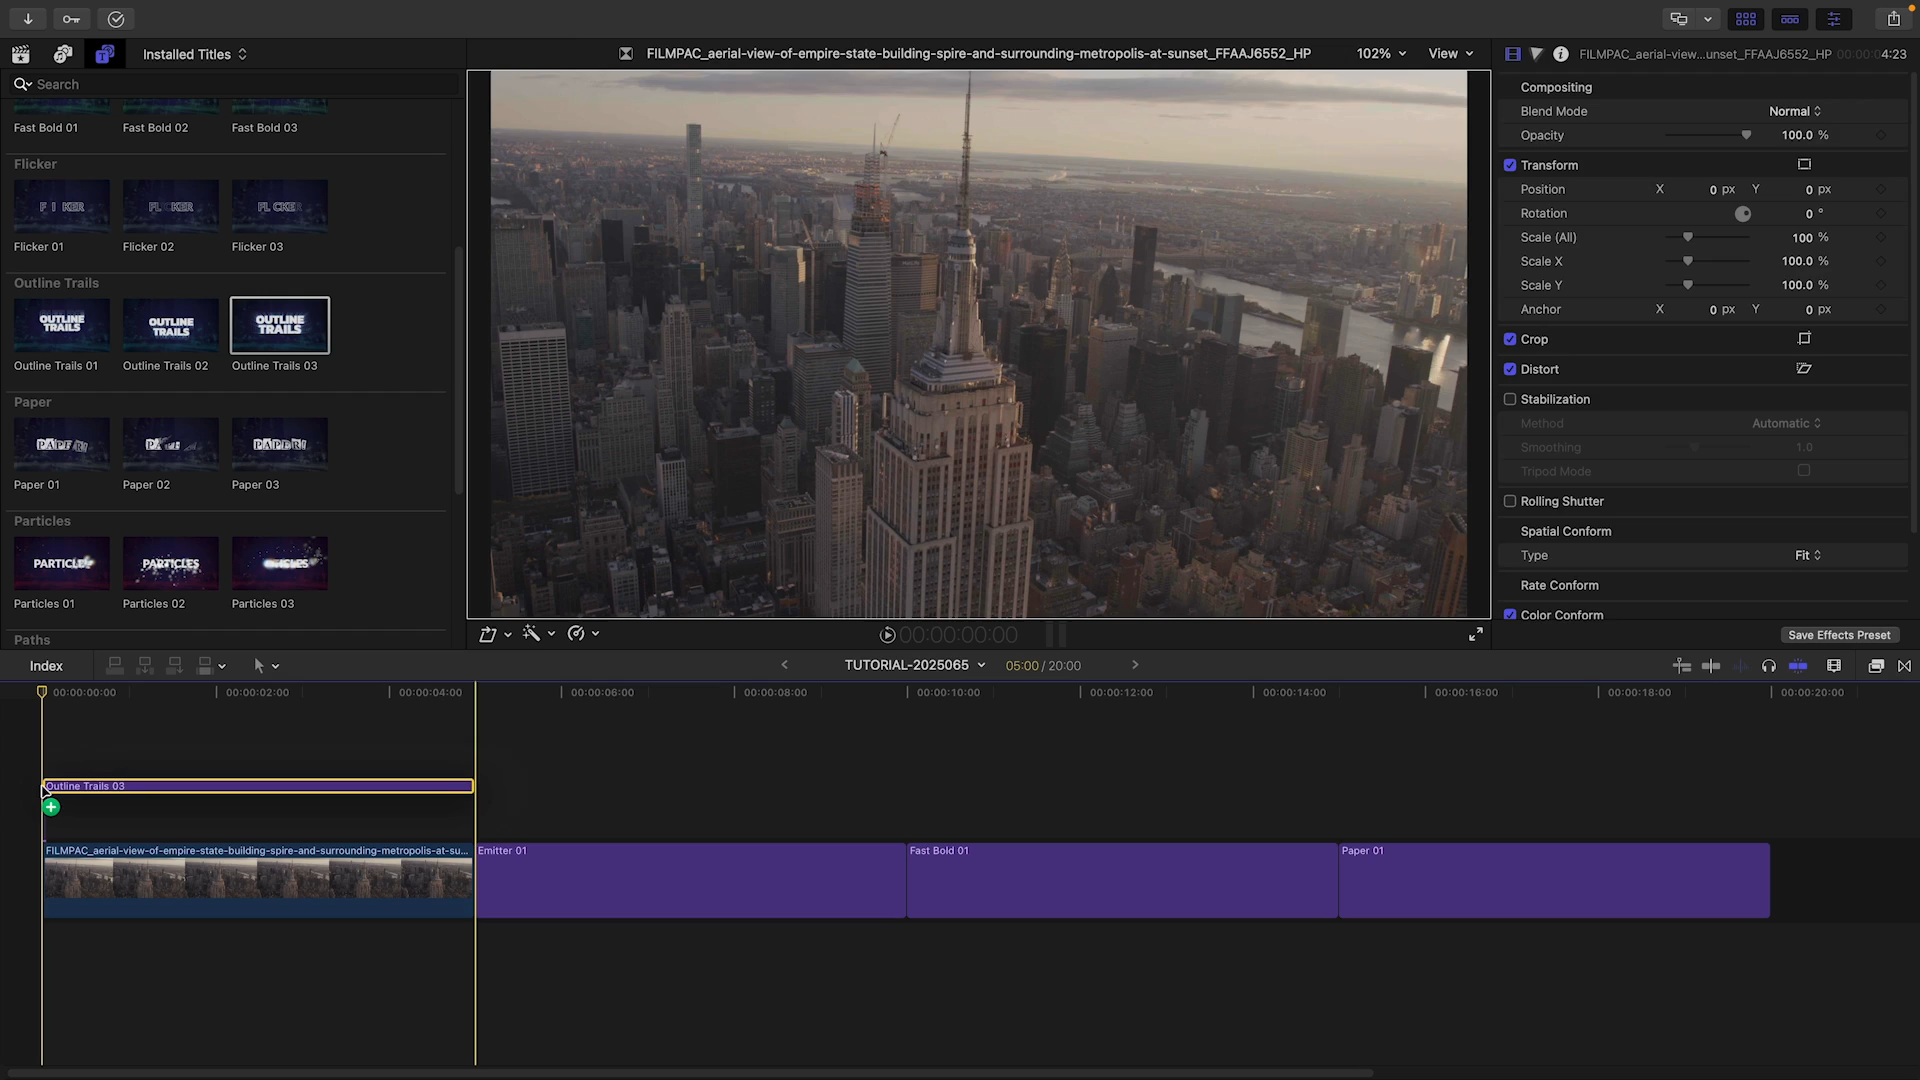 Installed Titles
FILMPAC_aerial-view-of-empire-state-building-spire-and-surrounding-metropolis-at-sunset_FFAAJ6552_HP
102%
View
FILMPAC_aerial-view...unset_FFAAJ6552_HP
00:00:04:23
Search
Fast Bold 01
Fast Bold 02
Fast Bold 03
Flicker
F I KER
FL CKER
FLICKER
Flicker 01
Flicker 02
Flicker 03
Outline Trails
OUTLINE TRAILS
OUTLINE TRAILS
OUTLINE TRAILS
Outline Trails 01
Outline Trails 02
Outline Trails 03
Paper
PAPER!
Paper 01
Paper 02
Paper 03
Particles
PARTICLE
PARTICLES
Particles 01
Particles 02
Particles 03
Paths
Compositing
Blend Mode Normal
Opacity 100.0 %
Transform
Position X 0 px Y 0 px
Rotation 0 °
Scale (All) 100 %
Scale X 100.0 %
Scale Y 100.0 %
Anchor X 0 px Y 0 px
Crop
Distort
Stabilization
Method Automatic
Smoothing 1.0
Tripod Mode
Rolling Shutter
Spatial Conform
Type Fit
Rate Conform
Color Conform
Save Effects Preset
00:00:00:00
Index
TUTORIAL-2025065
05:00 / 20:00
00:00:00:00
00:00:02:00
00:00:04:00
00:00:06:00
00:00:08:00
00:00:10:00
00:00:12:00
00:00:14:00
00:00:16:00
00:00:18:00
00:00:20:00
Outline Trails 03
FILMPAC_aerial-view-of-empire-state-building-spire-and-surrounding-metropolis-at-su...
Emitter 01
Fast Bold 01
Paper 01